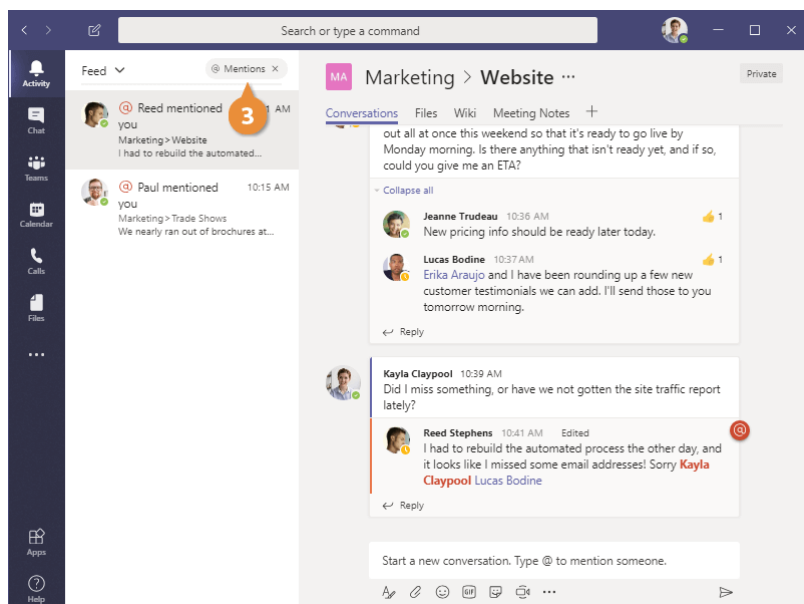 Search or type a command
Activity
Chat
Teams
Calendar
Calls
Files
Apps
Help
Feed
@ Mentions ×
3
@ Reed mentioned AM
you
Marketing > Website
I had to rebuild the automated...
@ Paul mentioned 10:15 AM
you
Marketing > Trade Shows
We nearly ran out of brochures at...
MA Marketing > Website ...
Private
Conversations Files Wiki Meeting Notes +
out all at once this weekend so that it's ready to go live by
Monday morning. Is there anything that isn't ready yet, and if so,
could you give me an ETA?
Collapse all
Jeanne Trudeau 10:36 AM 1
New pricing info should be ready later today.
Lucas Bodine 10:37 AM 1
Erika Araujo and I have been rounding up a few new
customer testimonials we can add. I'll send those to you
tomorrow morning.
Reply
Kayla Claypool 10:39 AM
Did I miss something, or have we not gotten the site traffic report
lately?
@
Reed Stephens 10:41 AM Edited
I had to rebuild the automated process the other day, and
it looks like I missed some email addresses! Sorry Kayla
Claypool Lucas Bodine
Reply
Start a new conversation. Type @ to mention someone.
GIF